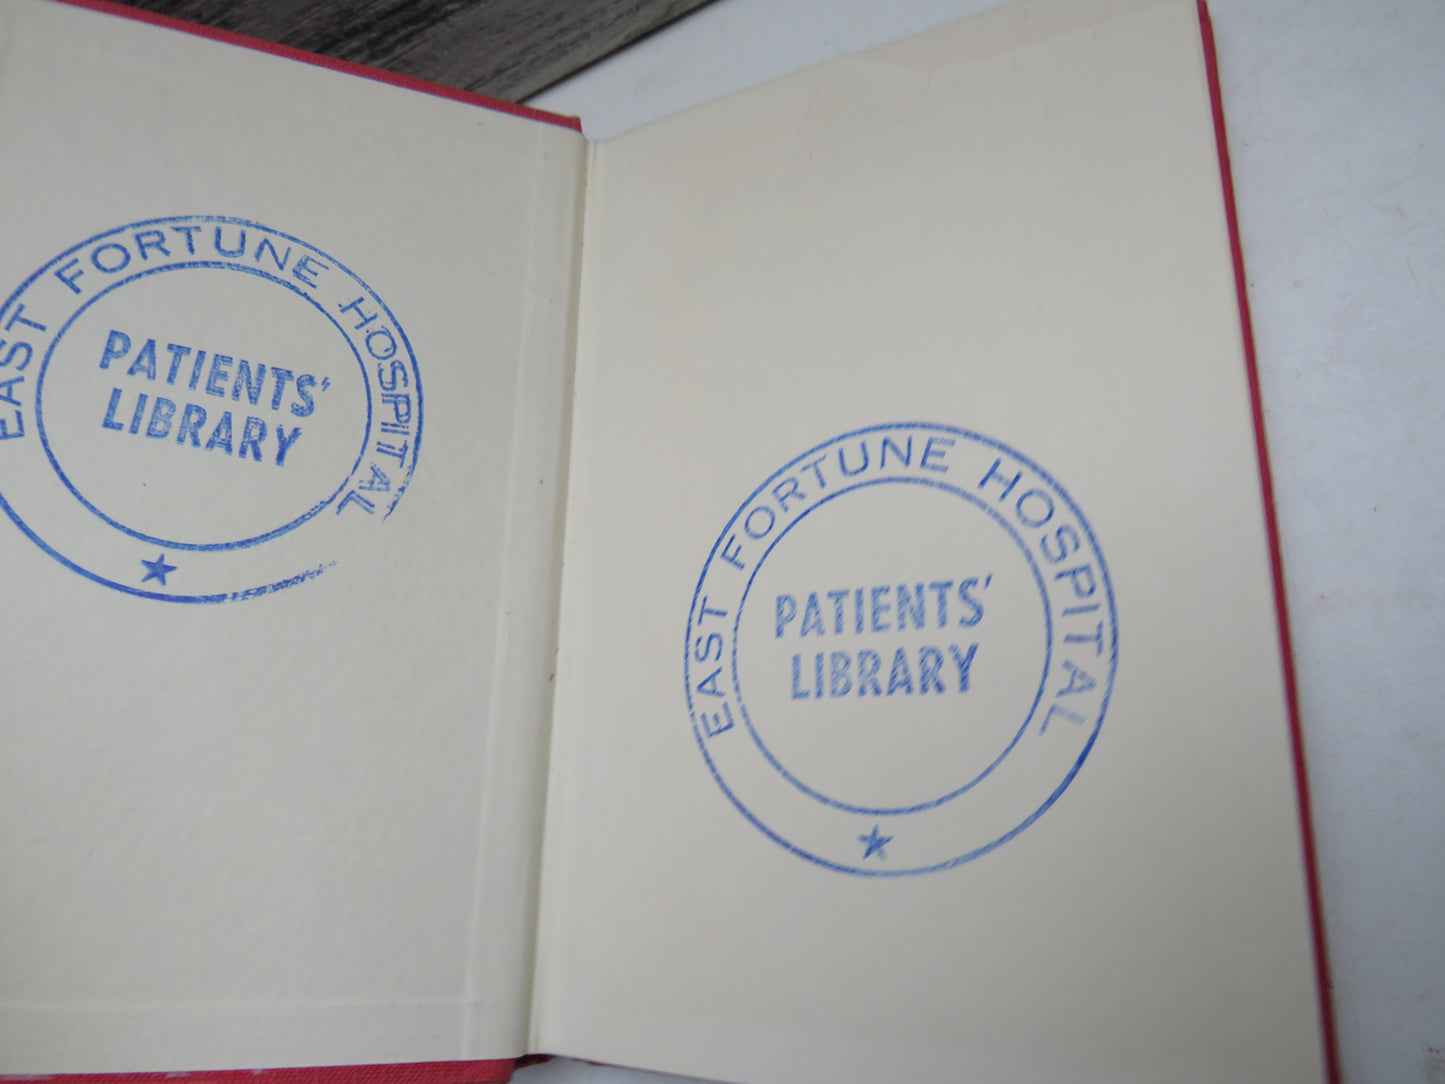 EAST FORTUNE HOSPITAL
PATIENTS'
LIBRARY
EAST FORTUNE HOSPITAL
PATIENTS'
LIBRARY